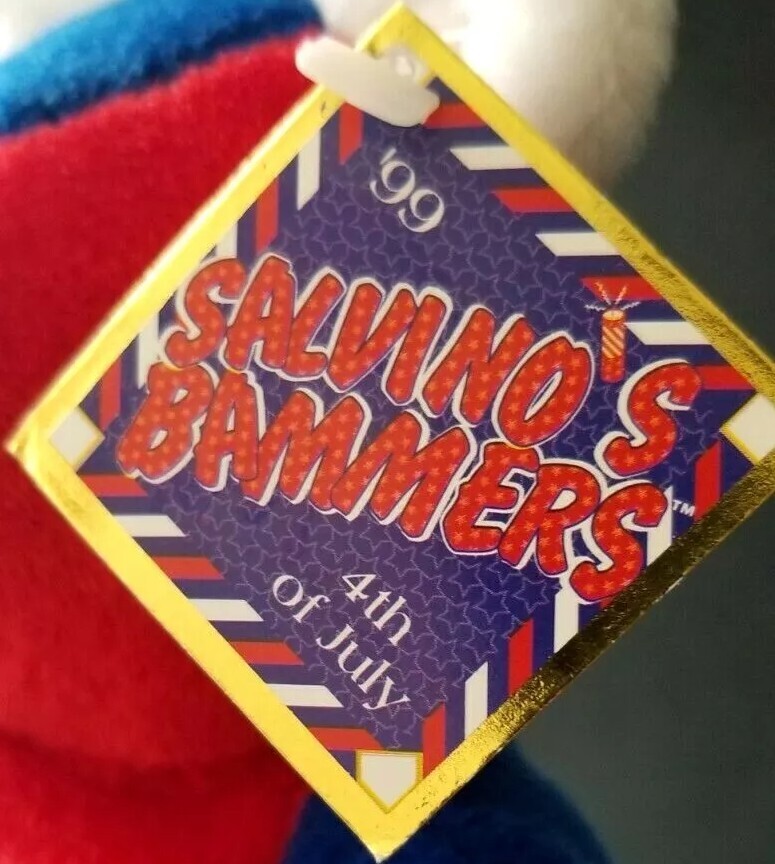 '99
SALVINO'S
BAMMERS™
4th
of July